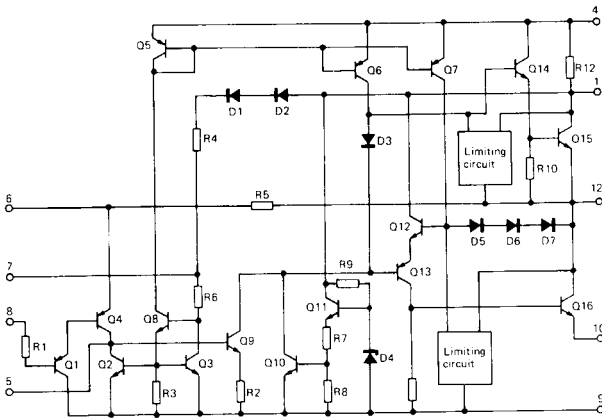 4
Q5
Q6
Q7
Q14
R12
1
D1
D2
Q15
R4
D3
Limiting
circuit
R10
6
R5
12
Q12
D5
D6
D7
7
R9
Q13
8
R6
Q4
Q8
Q11
Q16
Q9
R7
10
R1
Q1
Q2
Q3
Q10
D4
Limiting
circuit
5
R3
R2
R8
9